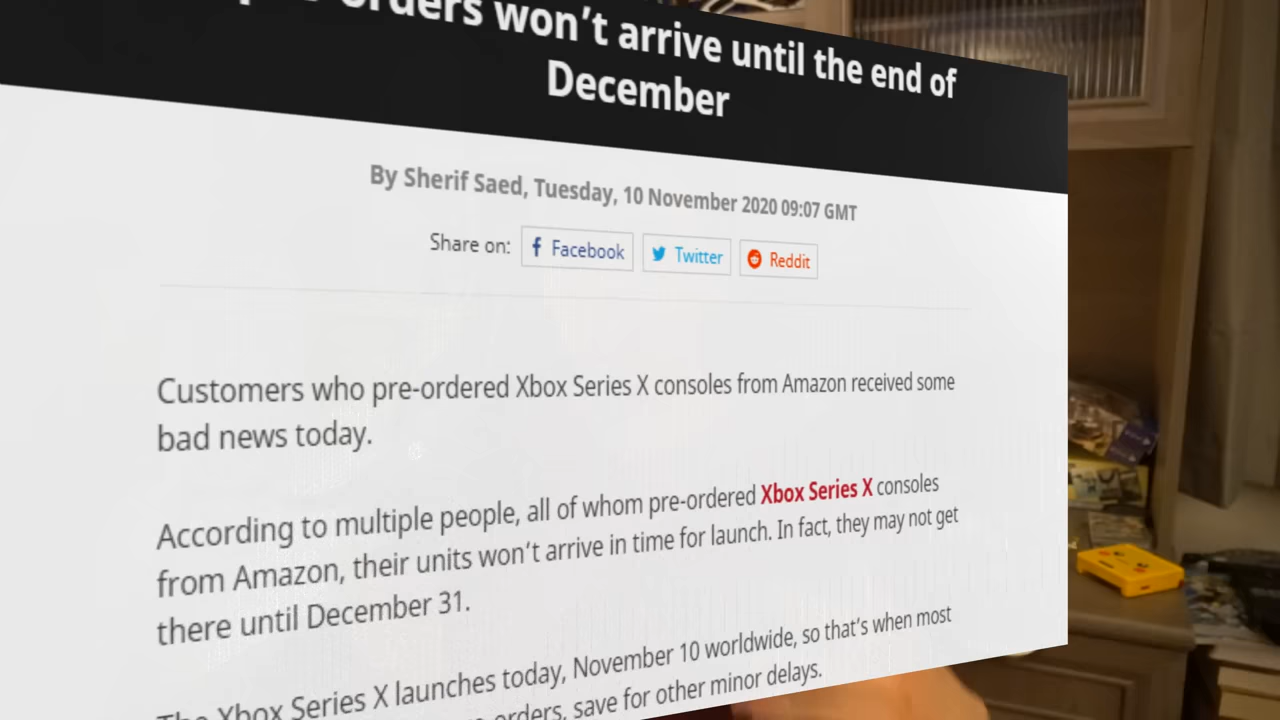 orders won't arrive until the end of
December
By Sherif Saed, Tuesday, 10 November 2020 09:07 GMT
Share on: Facebook Twitter Reddit
Customers who pre-ordered Xbox Series X consoles from Amazon received some
bad news today.
According to multiple people, all of whom pre-ordered Xbox Series X consoles
from Amazon, their units won't arrive in time for launch. In fact, they may not get
there until December 31.
The Xbox Series X launches today, November 10 worldwide, so that's when most
orders, save for other minor delays.